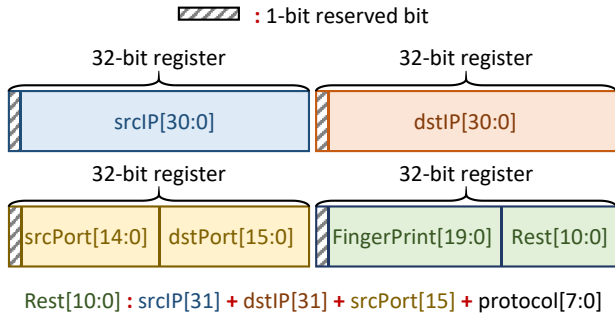 : 1-bit reserved bit
32-bit register 32-bit register
srcIP[30:0] dstIP[30:0]
32-bit register 32-bit register
srcPort[14:0] dstPort[15:0] FingerPrint[19:0] Rest[10:0]
Rest[10:0] : srcIP[31] + dstIP[31] + srcPort[15] + protocol[7:0]